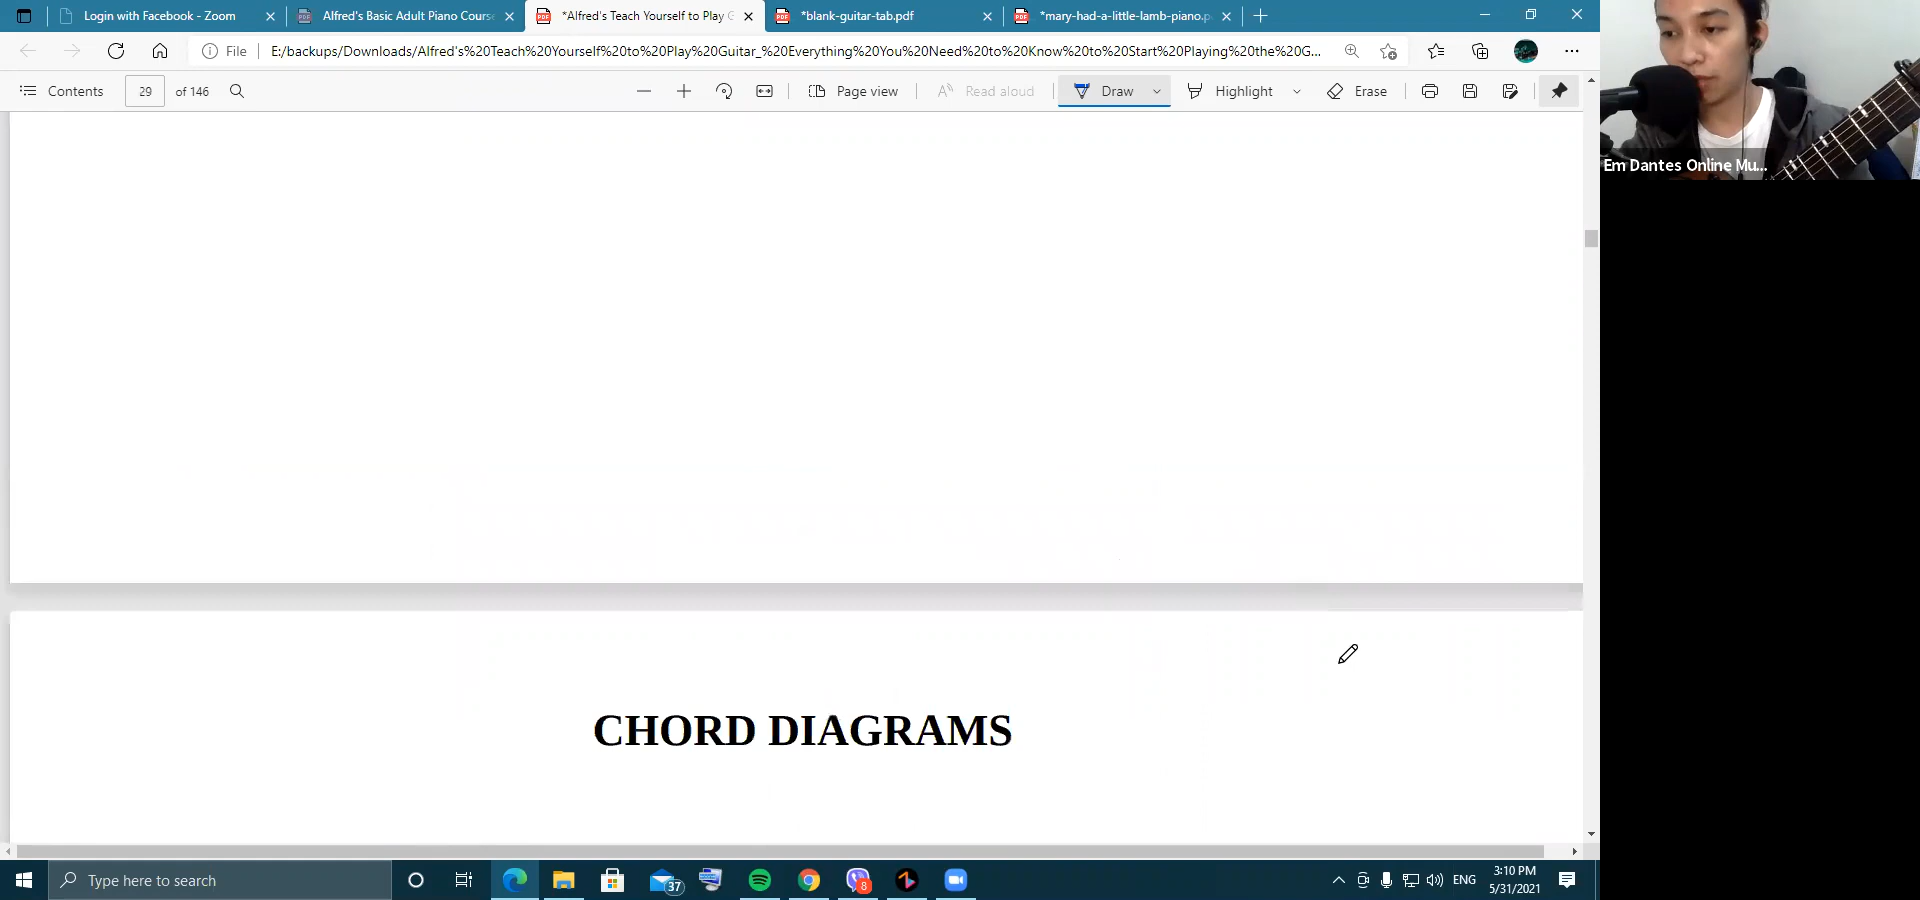 Login with Facebook - Zoom
Alfred's Basic Adult Piano Cours
*Alfred's Teach Yourself to Play G
*blank-guitar-tab.pdf
*mary-had-a-little-lamb-piano.p
File
E:/backups/Downloads/Alfred's%20Teach%20Yourself%20to%20Play%20Guitar_%20Everything%20You%20Need%20to%20Know%20to%20Start%20Playing%20the%20G...
Contents
29
of 146
Page view
Read aloud
Draw
Highlight
Erase
Em Dantes Online Mu...
CHORD DIAGRAMS
Type here to search
37
8
ENG
3:10 PM
5/31/2021